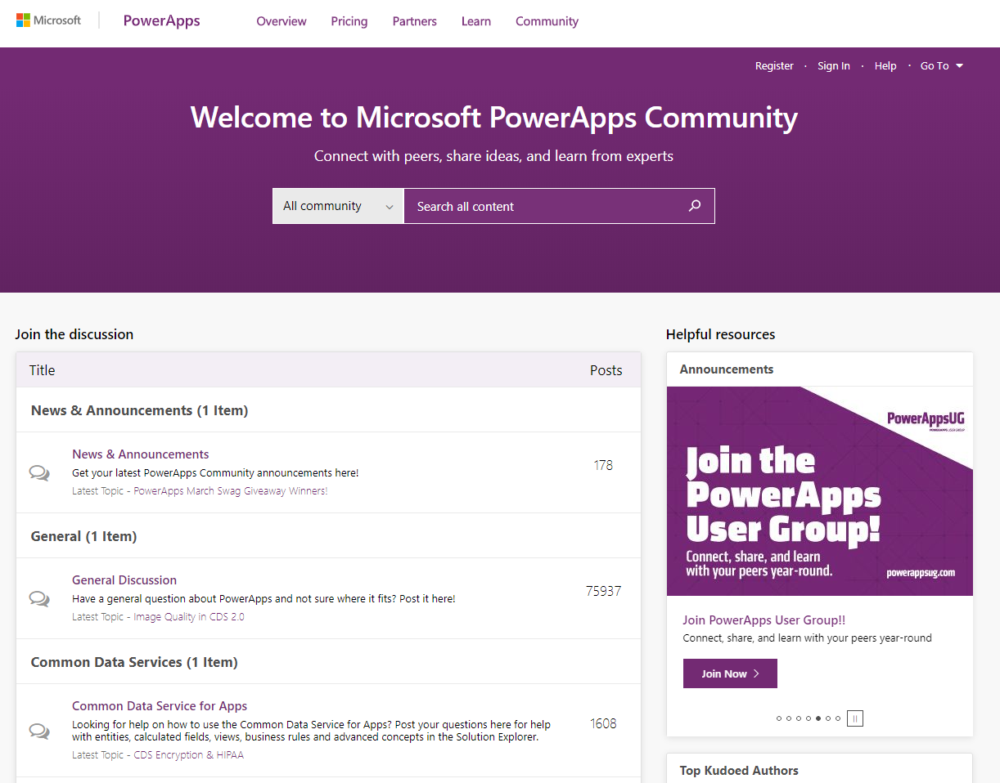 Microsoft
PowerApps
Overview
Pricing
Partners
Learn
Community
Register · Sign In · Help · Go To
Welcome to Microsoft PowerApps Community
Connect with peers, share ideas, and learn from experts
All community
Search all content
Join the discussion
Title
Posts
News & Announcements (1 Item)
News & Announcements
Get your latest PowerApps Community announcements here!
Latest Topic - PowerApps March Swag Giveaway Winners!
178
General (1 Item)
General Discussion
Have a general question about PowerApps and not sure where it fits? Post it here!
Latest Topic - Image Quality in CDS 2.0
75937
Common Data Services (1 Item)
Common Data Service for Apps
Looking for help on how to use the Common Data Service for Apps? Post your questions here for help
with entities, calculated fields, views, business rules and advanced concepts in the Solution Explorer.
Latest Topic - CDS Encryption & HIPAA
1608
Helpful resources
Announcements
PowerAppsUG
POWERAPPS USER GROUP
Join the
PowerApps
User Group!
Connect, share, and learn
with your peers year-round.
powerappsug.com
Join PowerApps User Group!!
Connect, share, and learn with your peers year-round
Join Now
Top Kudoed Authors